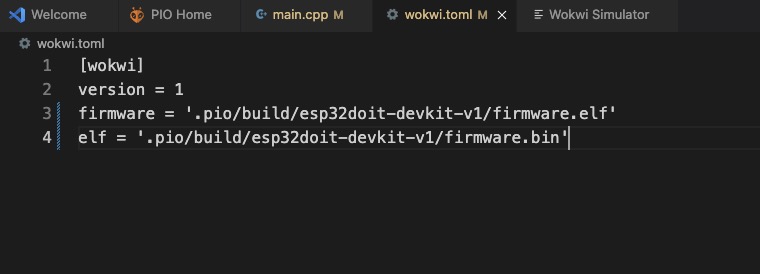 Welcome PIO Home main.cpp M wokwi.toml M Wokwi Simulator
wokwi.toml
1 [wokwi]
2 version = 1
3 firmware = '.pio/build/esp32doit-devkit-v1/firmware.elf'
4 elf = '.pio/build/esp32doit-devkit-v1/firmware.bin'